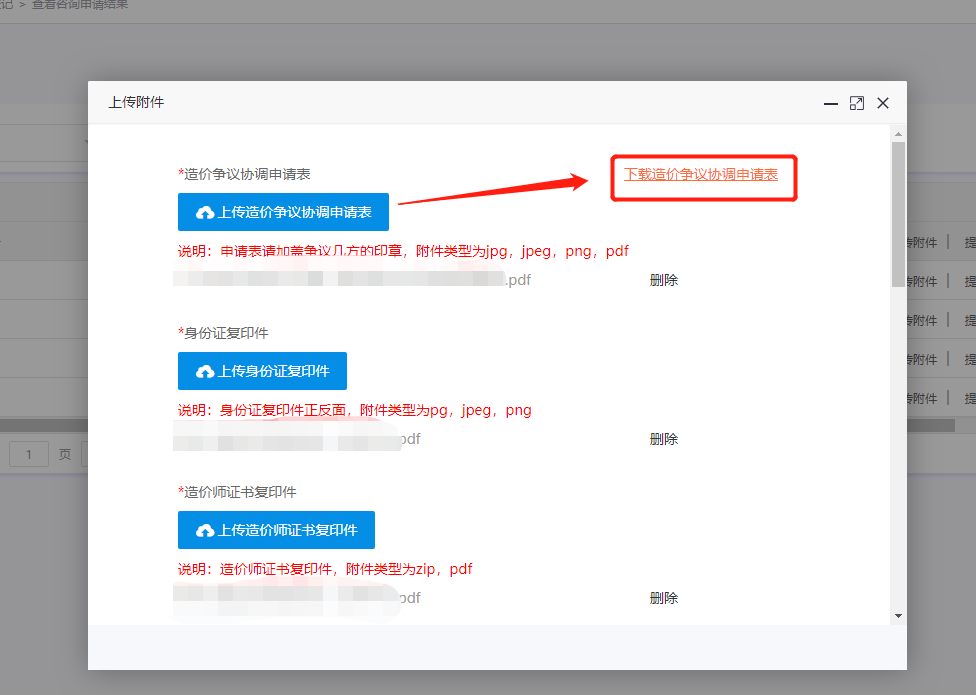 记 > 查看咨询申请结果
上传附件
*造价争议协调申请表
下载造价争议协调申请表
上传造价争议协调申请表
说明：申请表请加盖争议几方的印章，附件类型为jpg，jpeg，png，pdf
.pdf 删除
*身份证复印件
上传身份证复印件
说明：身份证复印件正反面，附件类型为pg，jpeg，png
pdf 删除
*造价师证书复印件
上传造价师证书复印件
说明：造价师证书复印件，附件类型为zip，pdf
pdf 删除
传附件 | 提
传附件 | 提
传附件 | 提
传附件 | 提
传附件 | 提
1 页